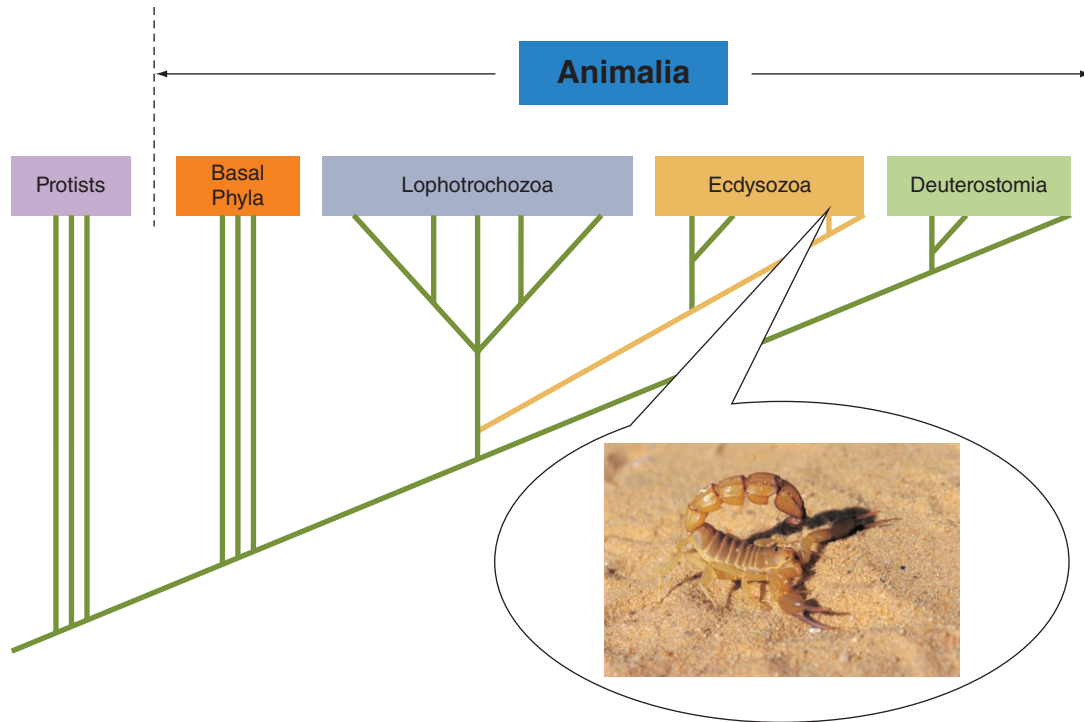 Animalia
Protists
Basal
Phyla
Lophotrochozoa
Ecdysozoa
Deuterostomia